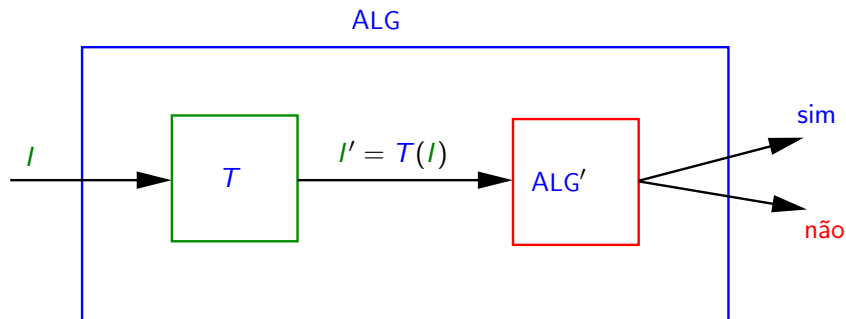 ALG
sim
I
I′ = T(I)
T
ALG′
não